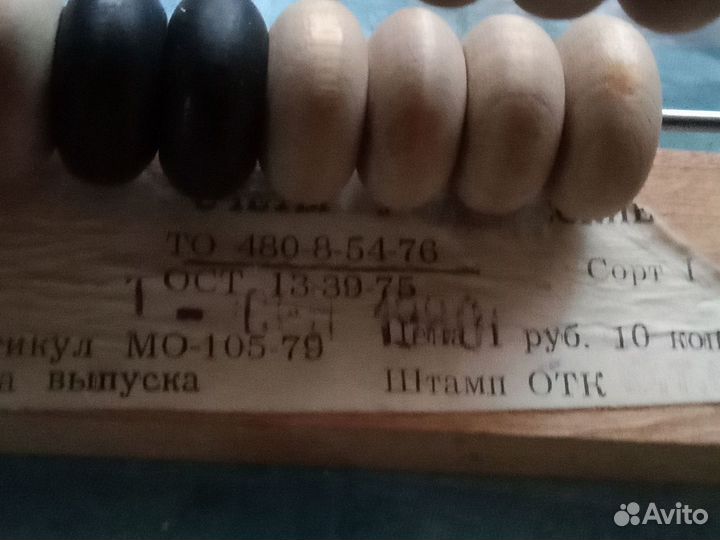 ТО 480-8-54-76
ОСТ 13-39-75 Сорт I
тикул МО-105-79 Цена 1 руб. 10 коп
а выпуска Штамп ОТК
Avito